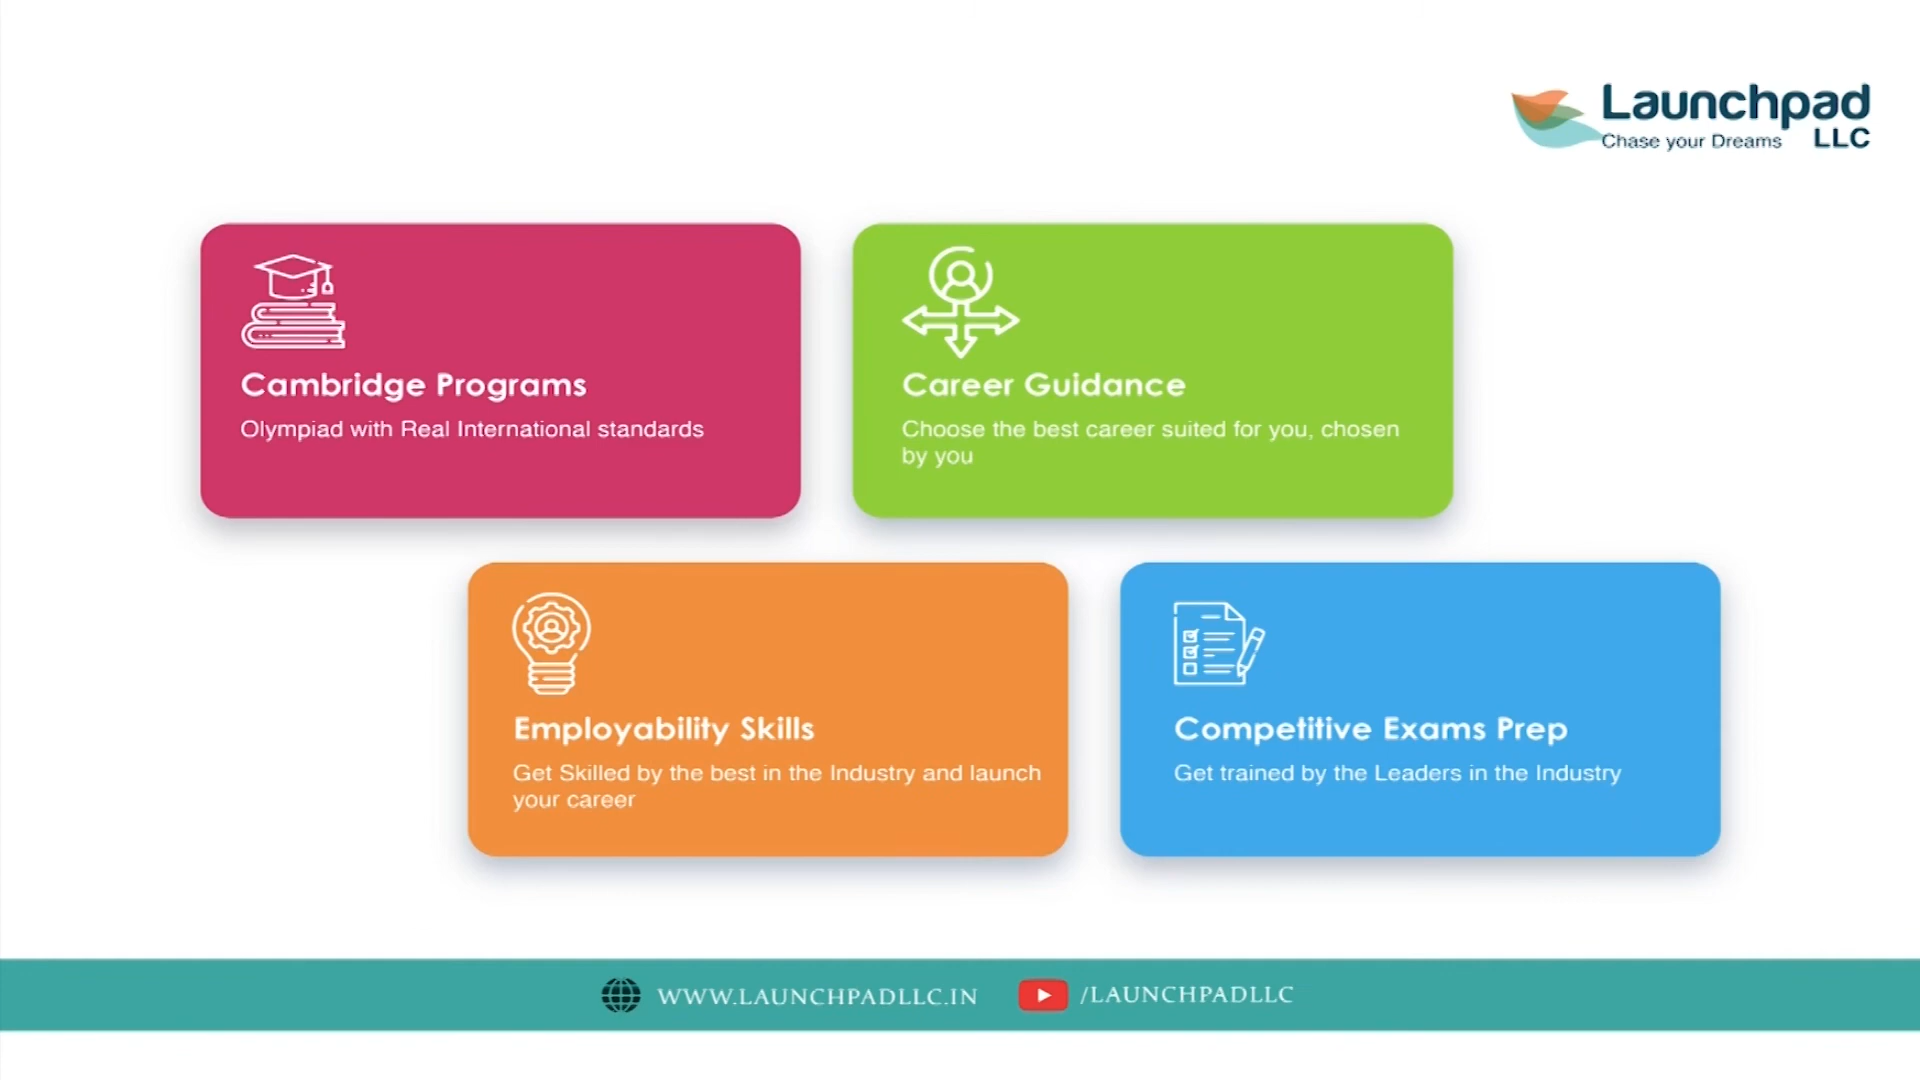 Launchpad
Chase your Dreams LLC
Cambridge Programs
Olympiad with Real International standards
Career Guidance
Choose the best career suited for you, chosen
by you
Employability Skills
Get Skilled by the best in the Industry and launch
your career
Competitive Exams Prep
Get trained by the Leaders in the Industry
WWW.LAUNCHPADLLC.IN
/LAUNCHPADLLC